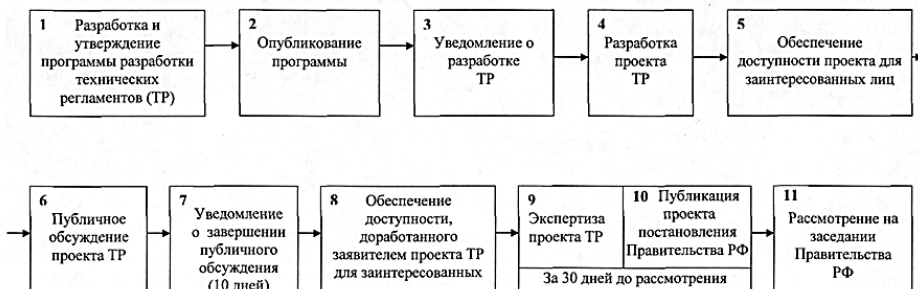 1 Разработка и
утверждение
программы разработки
технических
регламентов (ТР)
2
Опубликование
программы
3
Уведомление о
разработке
ТР
4
Разработка
проекта
ТР
5
Обеспечение
доступности проекта для
заинтересованных лиц
6
Публичное
обсуждение
проекта ТР
7
Уведомление
о завершении
публичного
обсуждения
(10 дней)
8 Обеспечение
доступности,
доработанного
заявителем проекта ТР
для заинтересованных
9
Экспертиза
проекта ТР
10 Публикация
проекта
постановления
Правительства РФ
За 30 дней до рассмотрения
11
Рассмотрение на
заседании
Правительства
РФ